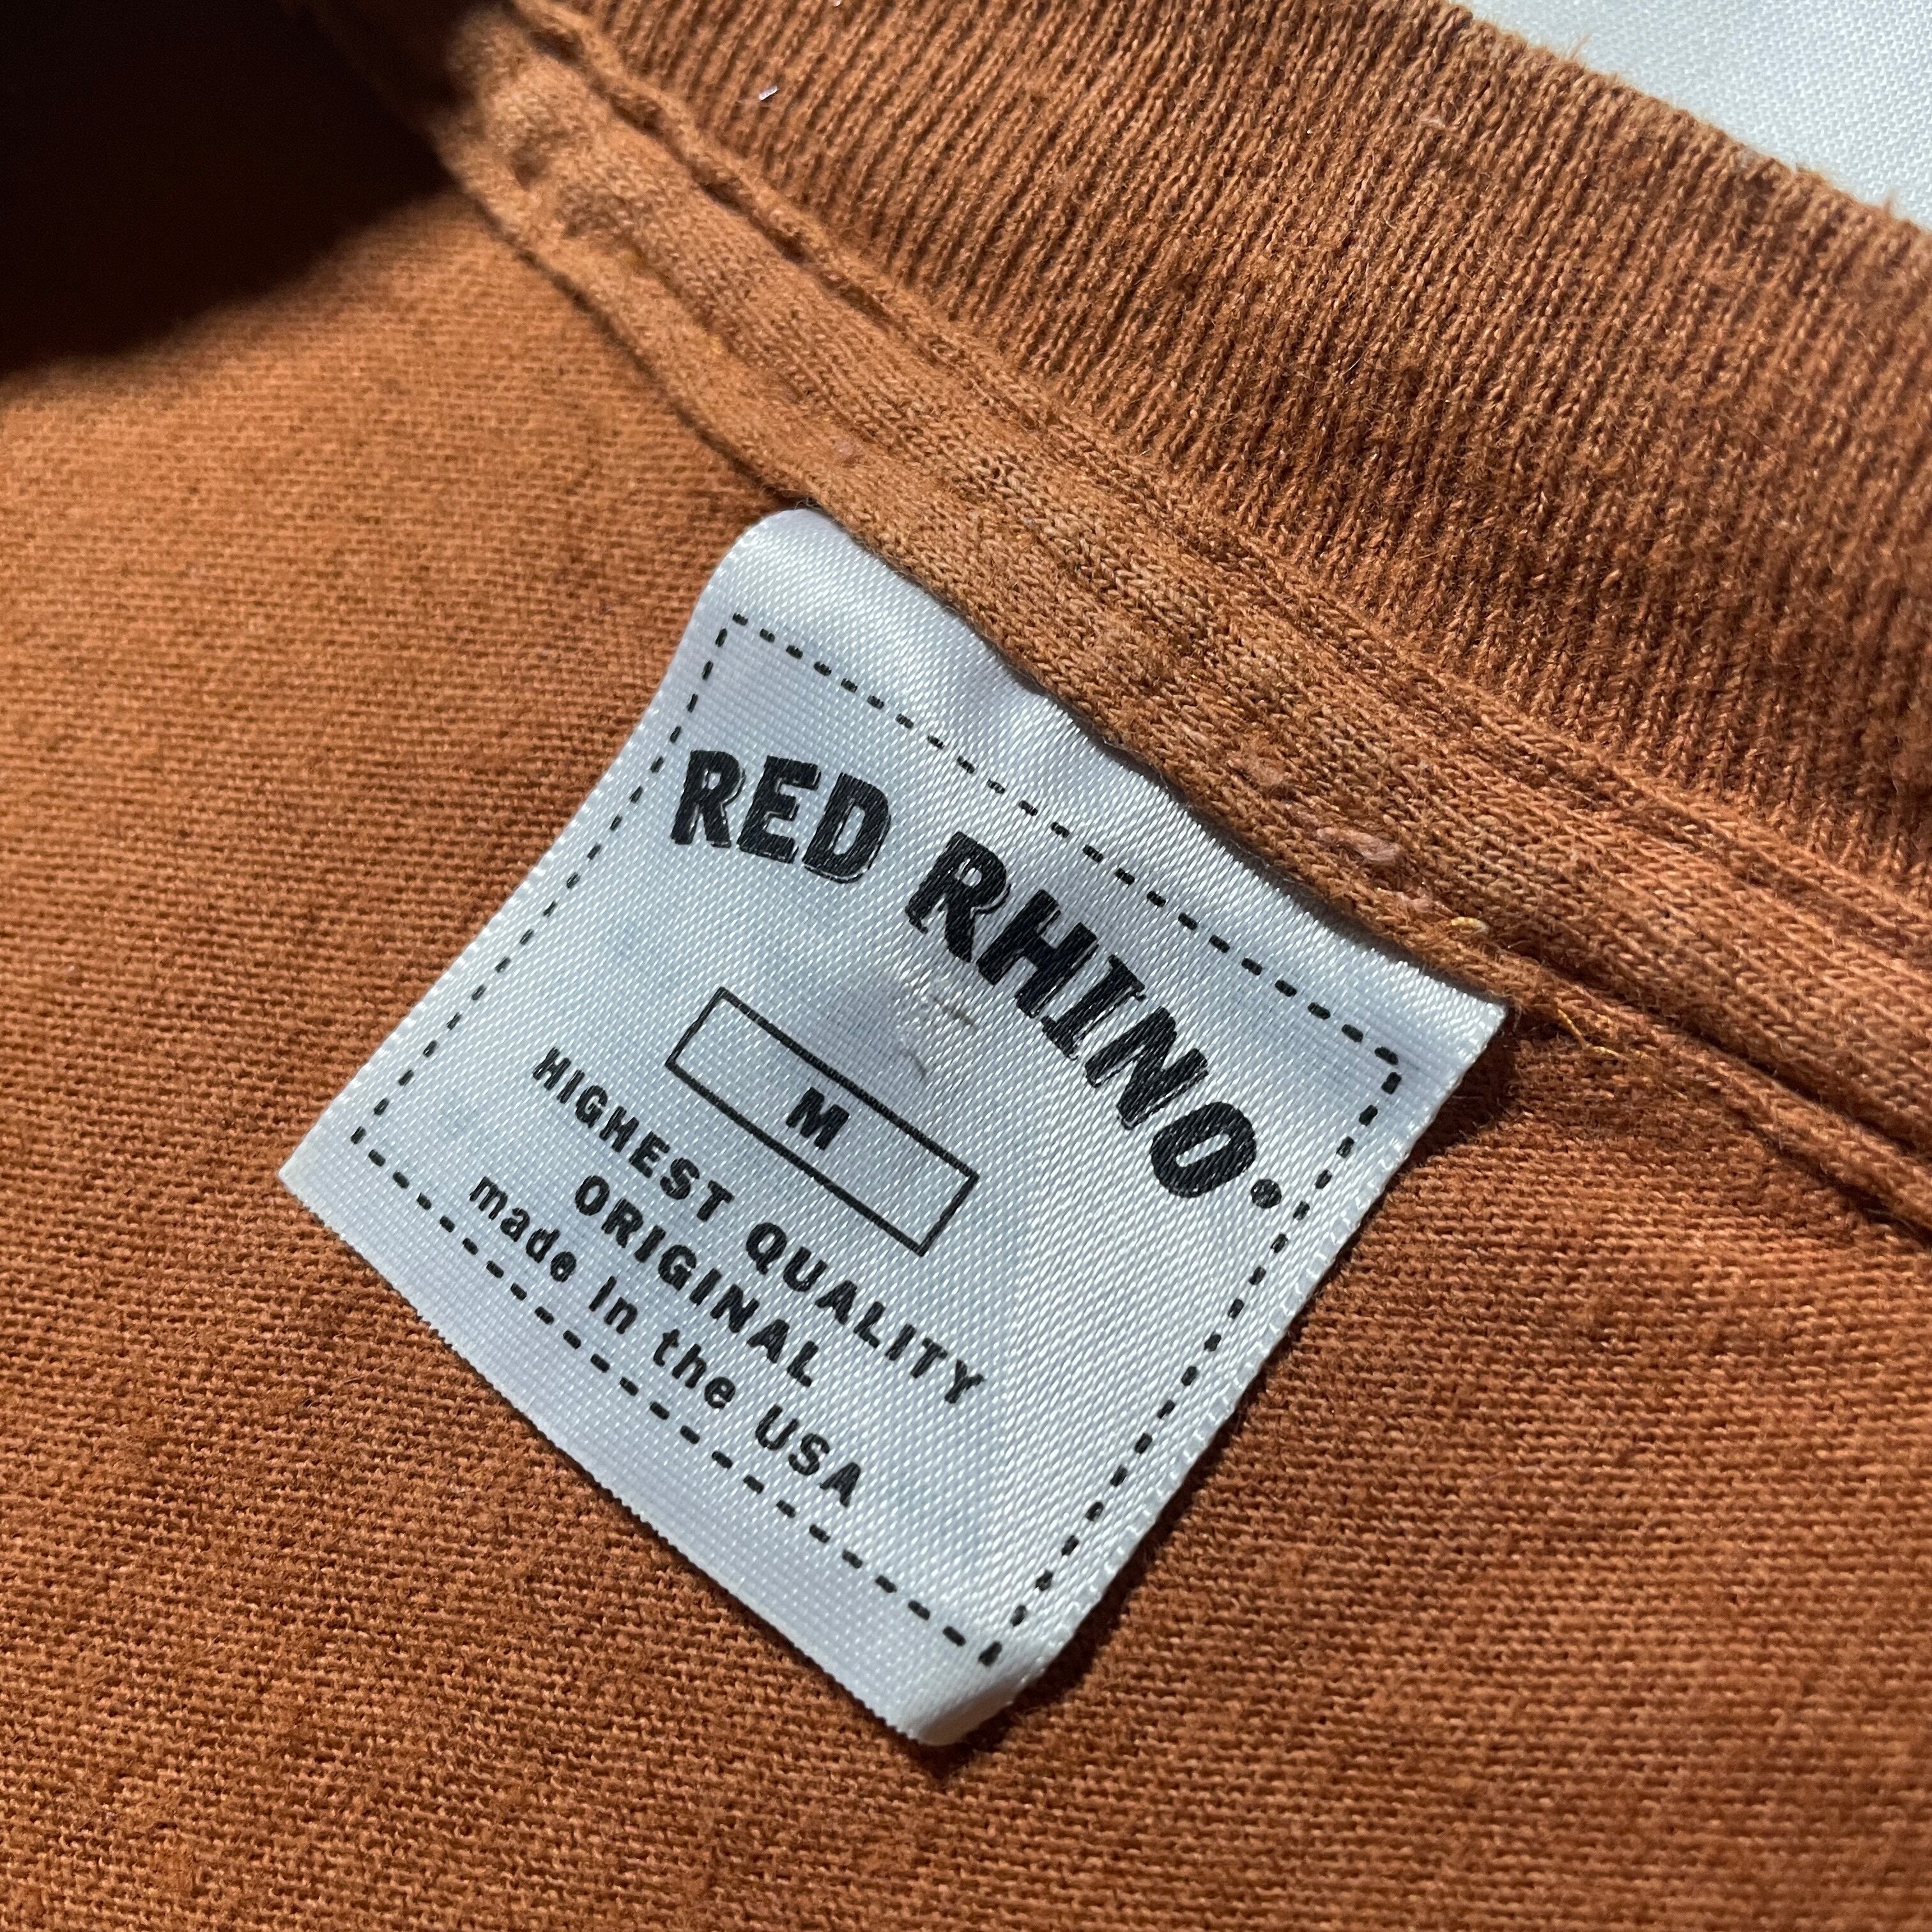 RED RHINO.
M
HIGHEST QUALITY
ORIGINAL
made in the USA